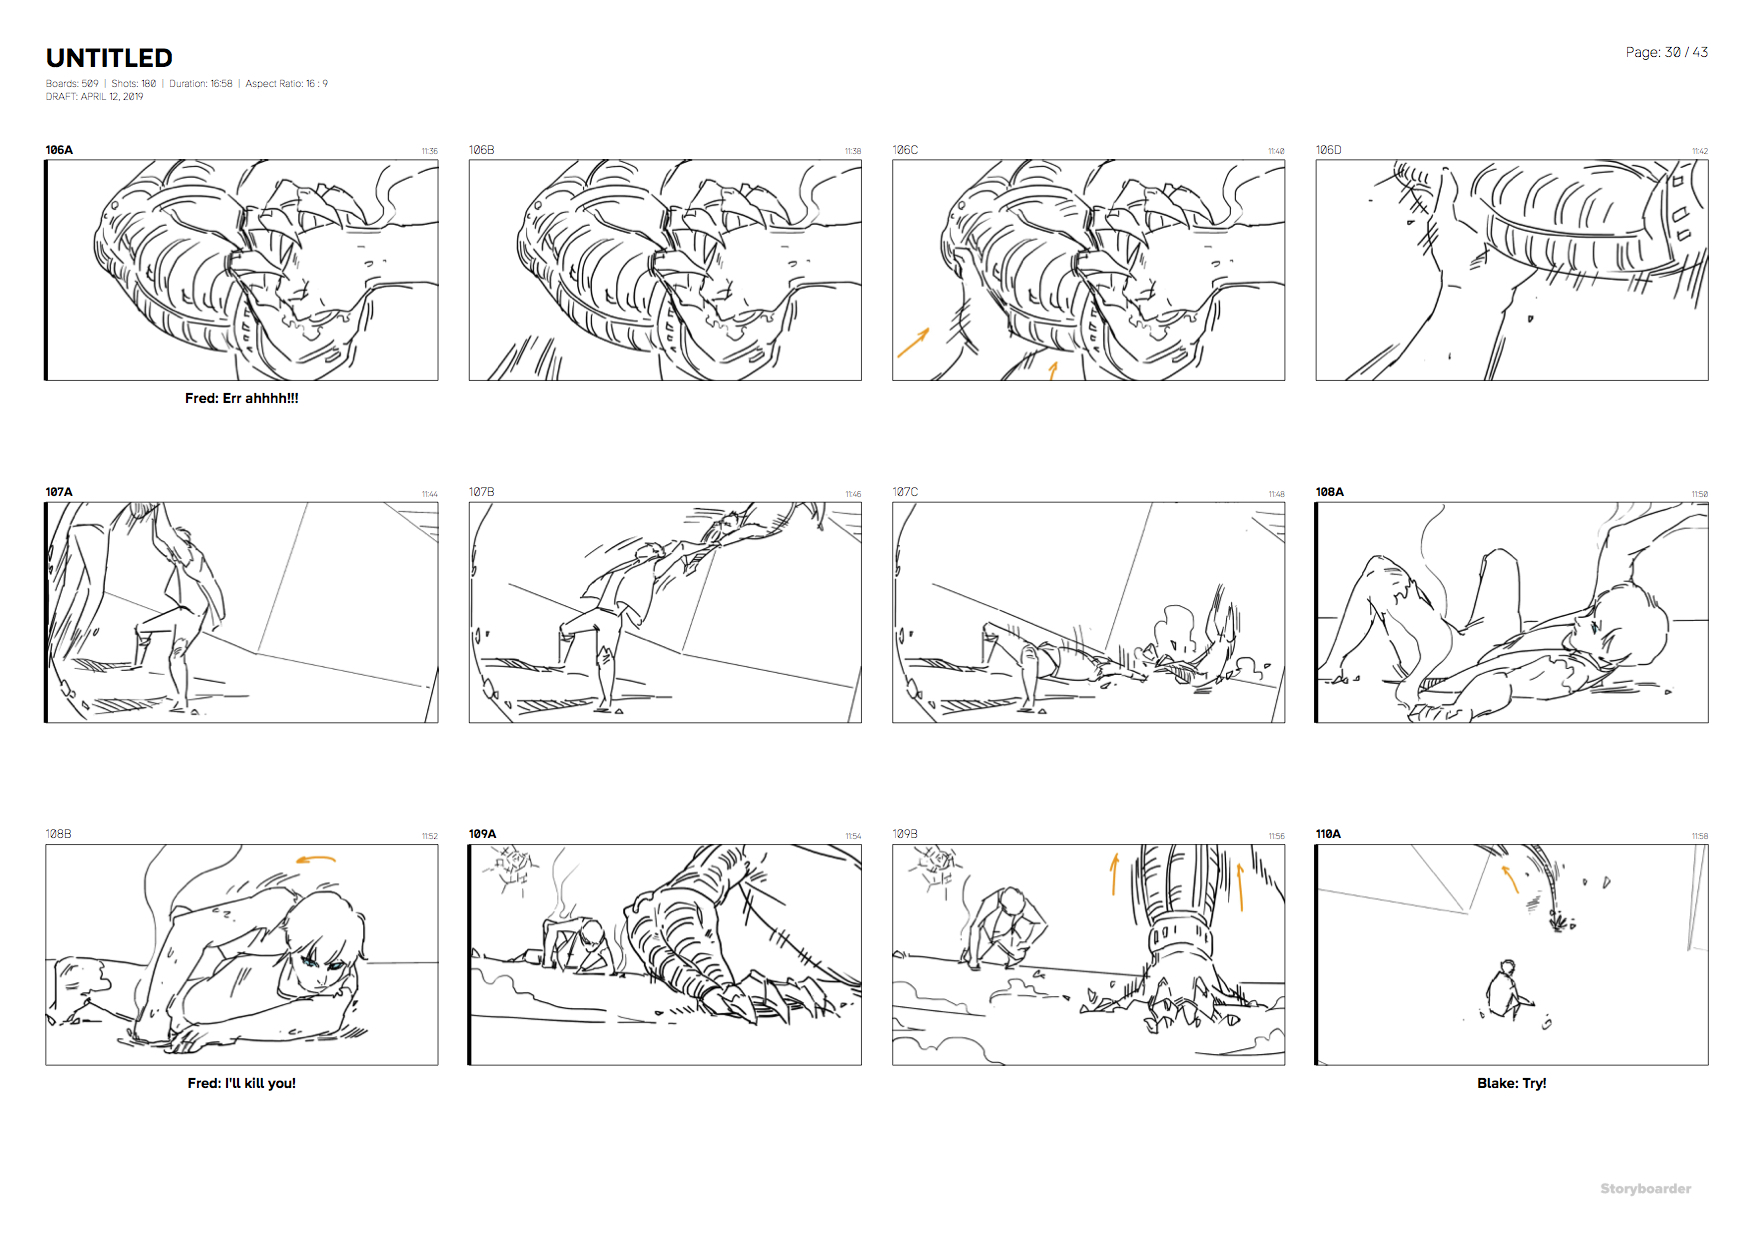 UNTITLED
Page: 30 / 43
Boards: 509 | Shots: 180 | Duration: 16:58 | Aspect Ratio: 16 : 9
DRAFT: APRIL 12, 2019
106A 11:36
106B 11:38
106C 11:40
106D 11:42
Fred: Err ahhhh!!!
107A 11:44
107B 11:46
107C 11:48
108A 11:50
108B 11:52
109A 11:54
109B 11:56
110A 11:58
Fred: I'll kill you!
Blake: Try!
Storyboarder